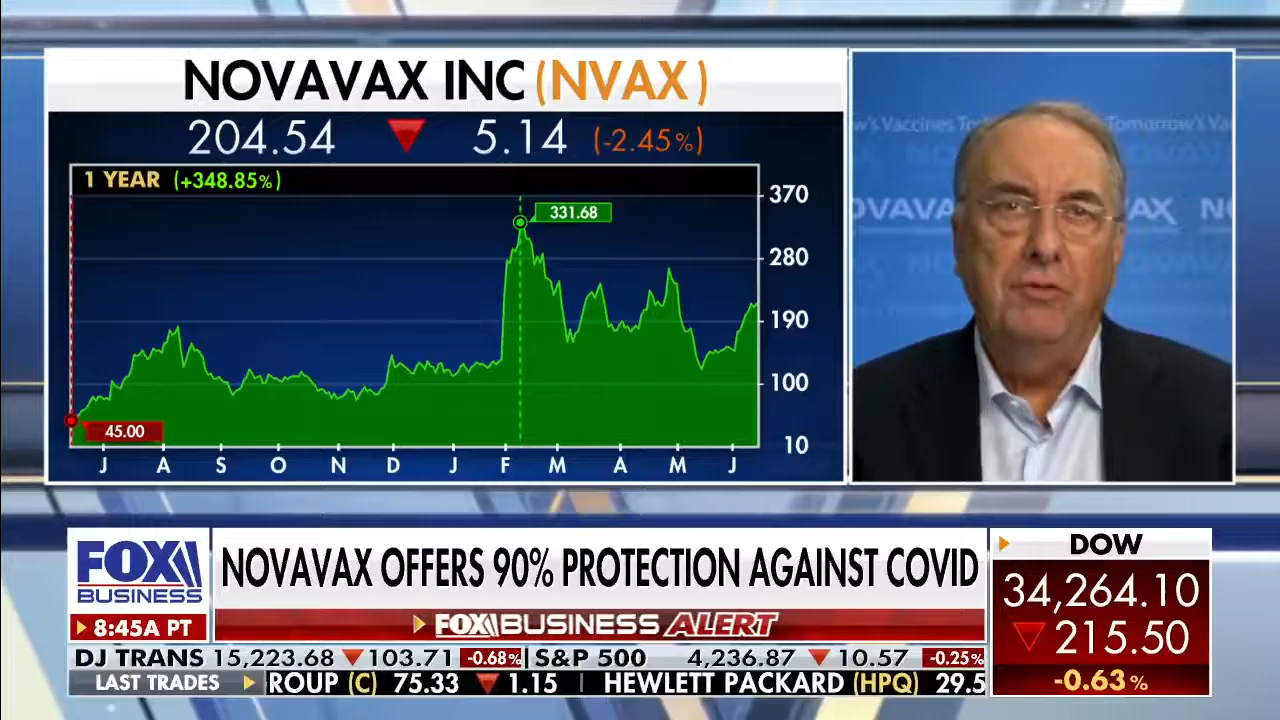 NOVAVAX INC (NVAX)
204.54 ▼ 5.14 (-2.45%)
1 YEAR (+348.85%)
370
331.68
280
190
100
45.00
10
J A S O N D J F M A M J
Tomorrow's Va
NOVAVAX OFFERS 90% PROTECTION AGAINST COVID
FOX BUSINESS ALERT
FOX
BUSINESS
8:45A PT
DOW
34,264.10
▼ 215.50
-0.63%
DJ TRANS 15,223.68 ▼ 103.71 -0.68% S&P 500 4,236.87 ▼ 10.57 -0.25%
LAST TRADES ROUP (C) 75.33 ▼ 1.15 HEWLETT PACKARD (HPQ) 29.5